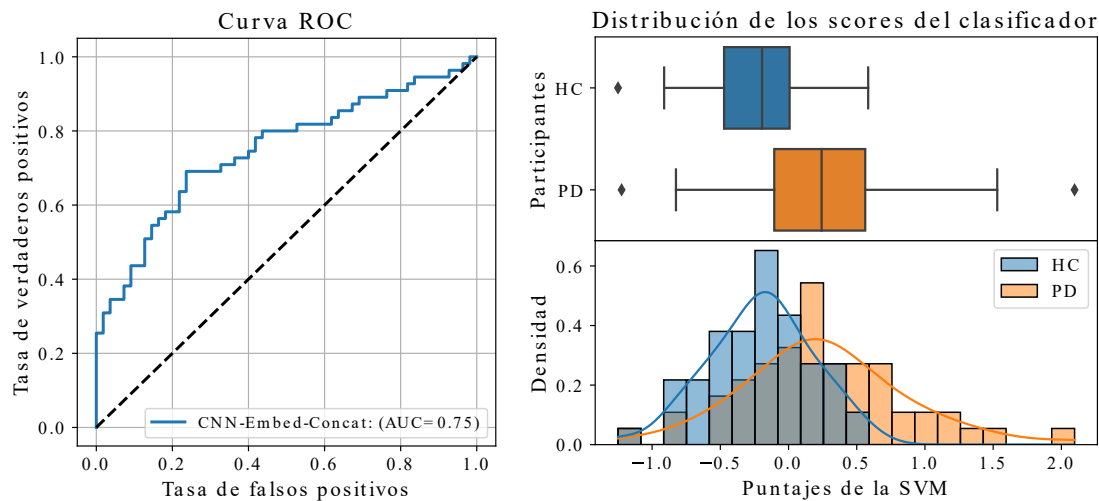 Curva ROC
Tasa de verdaderos positivos
1.0
0.8
0.6
0.4
0.2
0.0
CNN-Embed-Concat: (AUC=0.75)
0.0 0.2 0.4 0.6 0.8 1.0
Tasa de falsos positivos
Distribución de los scores del clasificador
Participantes
HC
PD
Densidad
0.6
0.4
0.2
0.0
HC
PD
−1.0 −0.5 0.0 0.5 1.0 1.5 2.0
Puntajes de la SVM